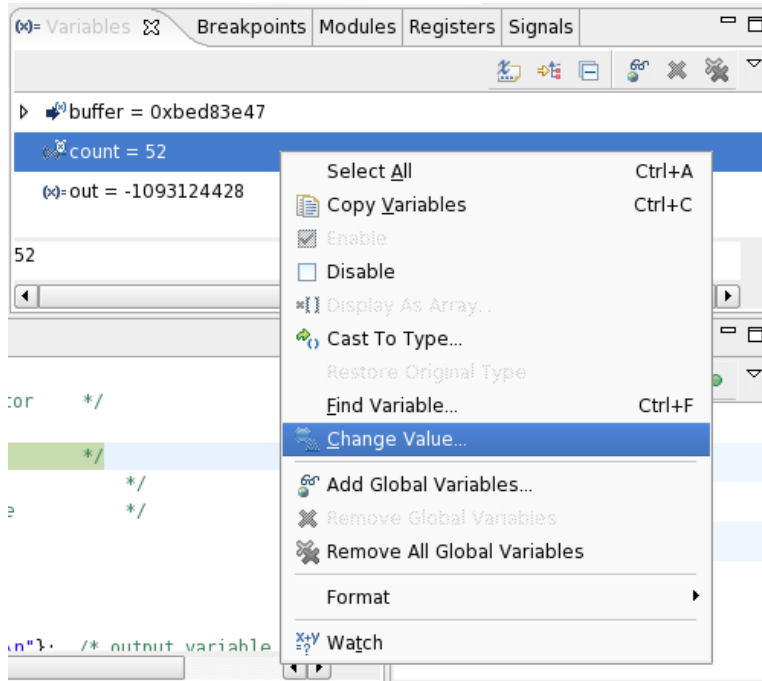 (x)= Variables Breakpoints Modules Registers Signals
buffer = 0xbed83e47
count = 52
(x)= out = -1093124428
52
Select All Ctrl+A
Copy Variables Ctrl+C
Enable
Disable
Display As Array...
Cast To Type...
Restore Original Type
Find Variable... Ctrl+F
Change Value...
Add Global Variables...
Remove Global Variables
Remove All Global Variables
Format
x+y =? Watch
tor */
*/
*/
e */
\n"}; /* output variable